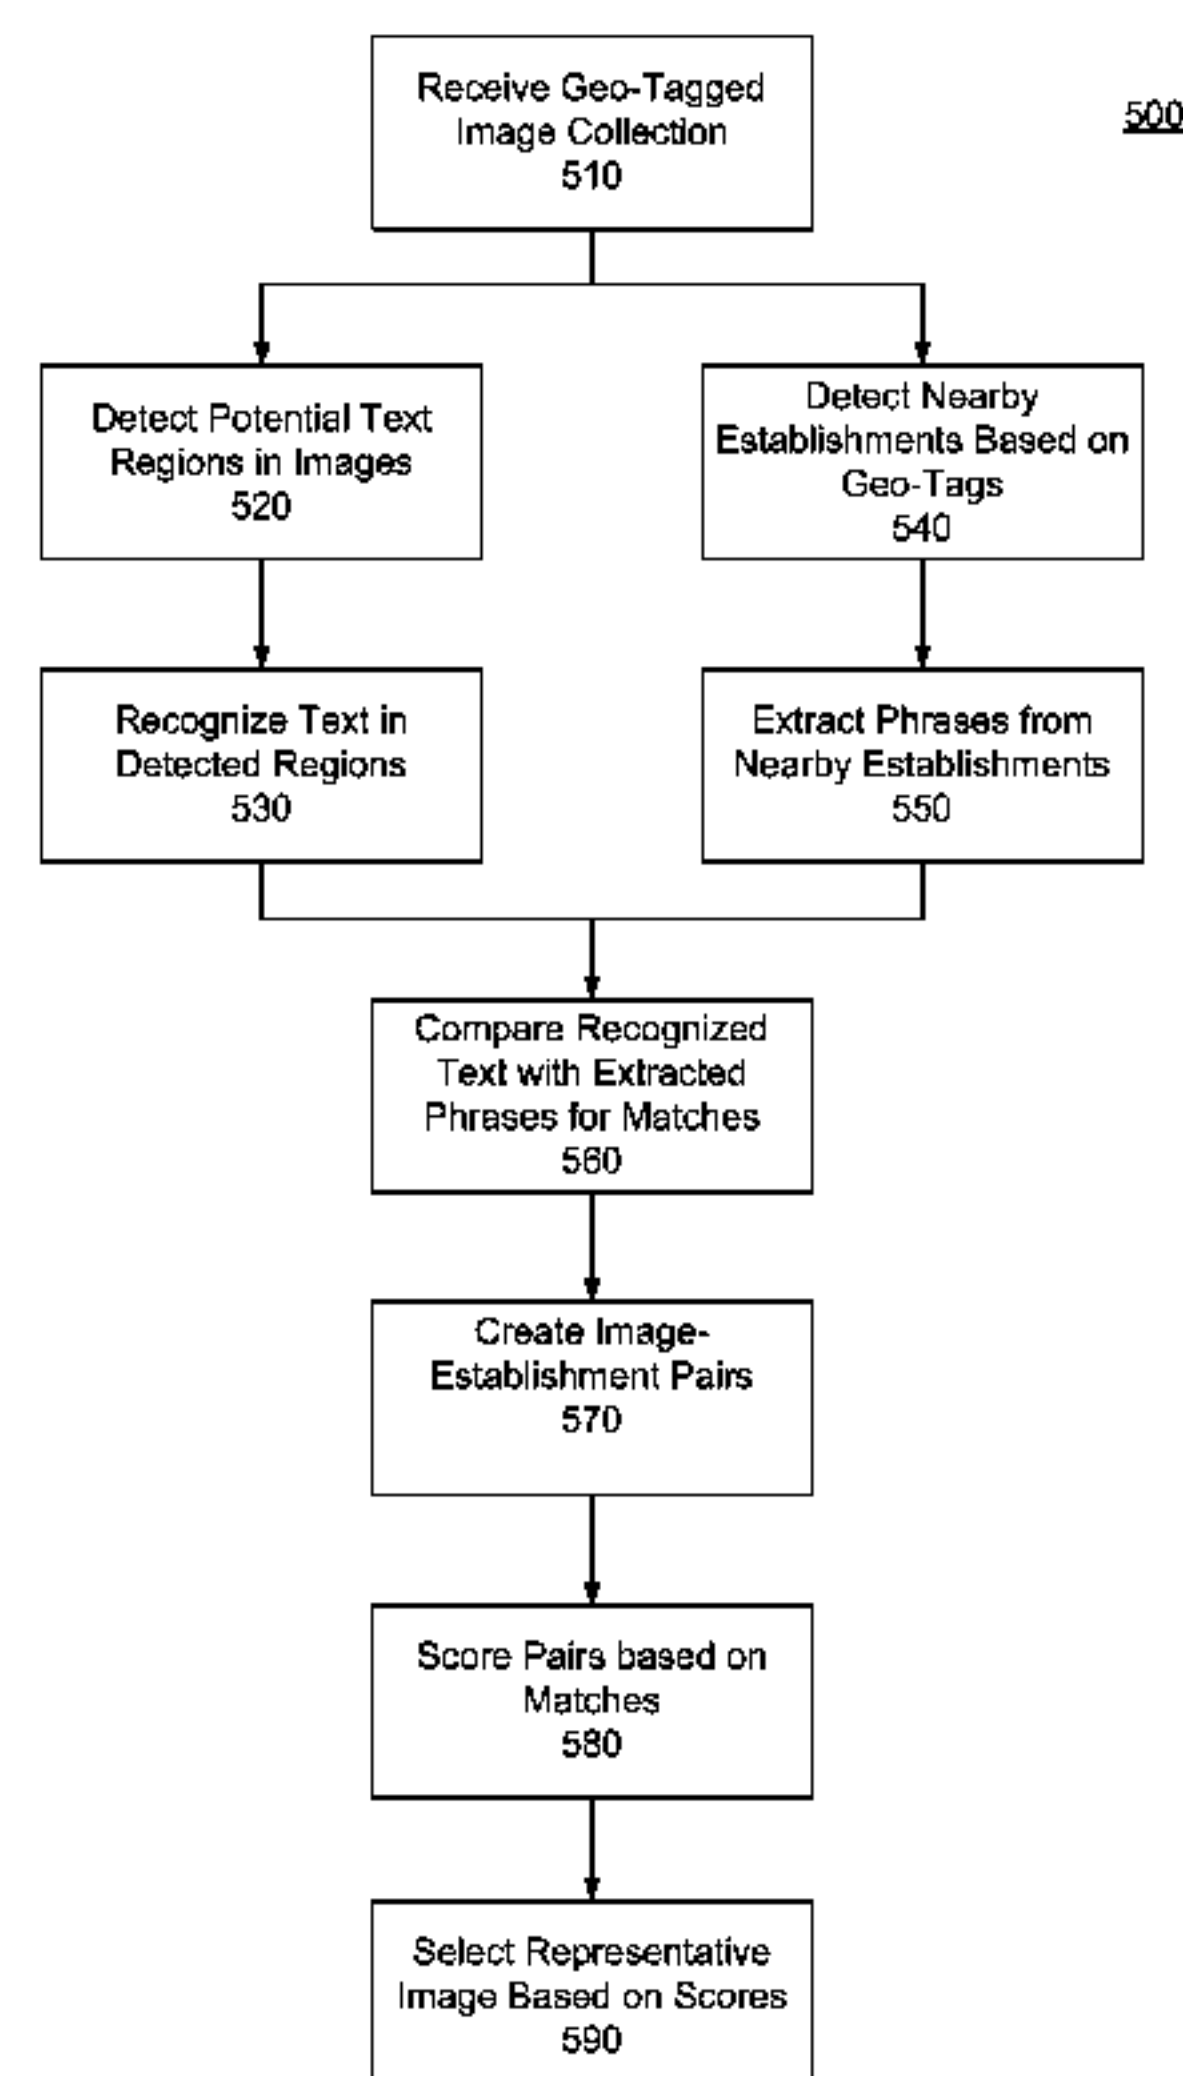 Receive Geo-Tagged
Image Collection
510
500
Detect Potential Text
Regions in Images
520
Detect Nearby
Establishments Based on
Geo-Tags
540
Recognize Text in
Detected Regions
530
Extract Phrases from
Nearby Establishments
550
Compare Recognized
Text with Extracted
Phrases for Matches
560
Create Image-
Establishment Pairs
570
Score Pairs based on
Matches
580
Select Representative
Image Based on Scores
590